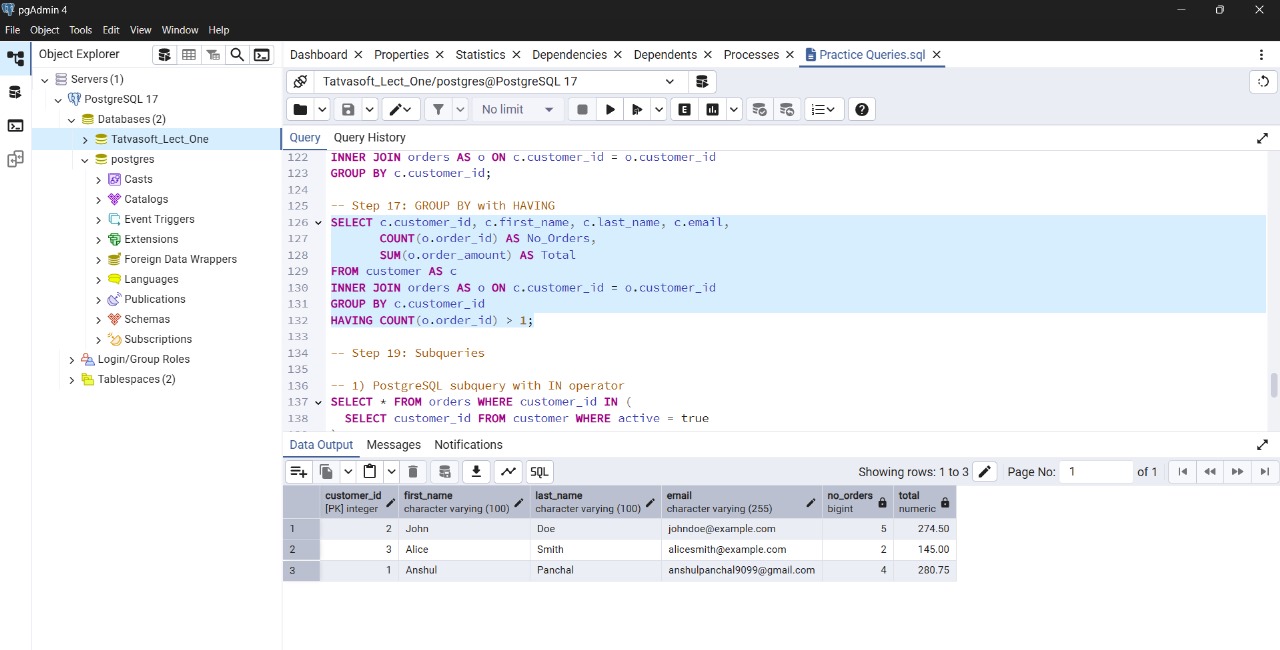 pgAdmin 4
File Object Tools Edit View Window Help
Object Explorer
Dashboard Properties Statistics Dependencies Dependents Processes Practice Queries.sql
Servers (1)
PostgreSQL 17
Databases (2)
Tatvasoft_Lect_One
postgres
Casts
Catalogs
Event Triggers
Extensions
Foreign Data Wrappers
Languages
Publications
Schemas
Subscriptions
Login/Group Roles
Tablespaces (2)
Tatvasoft_Lect_One/postgres@PostgreSQL 17
No limit
E
Query Query History
122 INNER JOIN orders AS o ON c.customer_id = o.customer_id
123 GROUP BY c.customer_id;
124
125 -- Step 17: GROUP BY with HAVING
126 SELECT c.customer_id, c.first_name, c.last_name, c.email,
127 COUNT(o.order_id) AS No_Orders,
128 SUM(o.order_amount) AS Total
129 FROM customer AS c
130 INNER JOIN orders AS o ON c.customer_id = o.customer_id
131 GROUP BY c.customer_id
132 HAVING COUNT(o.order_id) > 1;
133
134 -- Step 19: Subqueries
135
136 -- 1) PostgreSQL subquery with IN operator
137 SELECT * FROM orders WHERE customer_id IN (
138 SELECT customer_id FROM customer WHERE active = true
Data Output Messages Notifications
SQL
Showing rows: 1 to 3 Page No: 1 of 1
customer_id first_name last_name email no_orders total
[PK] integer character varying (100) character varying (100) character varying (255) bigint numeric
1 2 John Doe johndoe@example.com 5 274.50
2 3 Alice Smith alicesmith@example.com 2 145.00
3 1 Anshul Panchal anshulpanchal9099@gmail.com 4 280.75